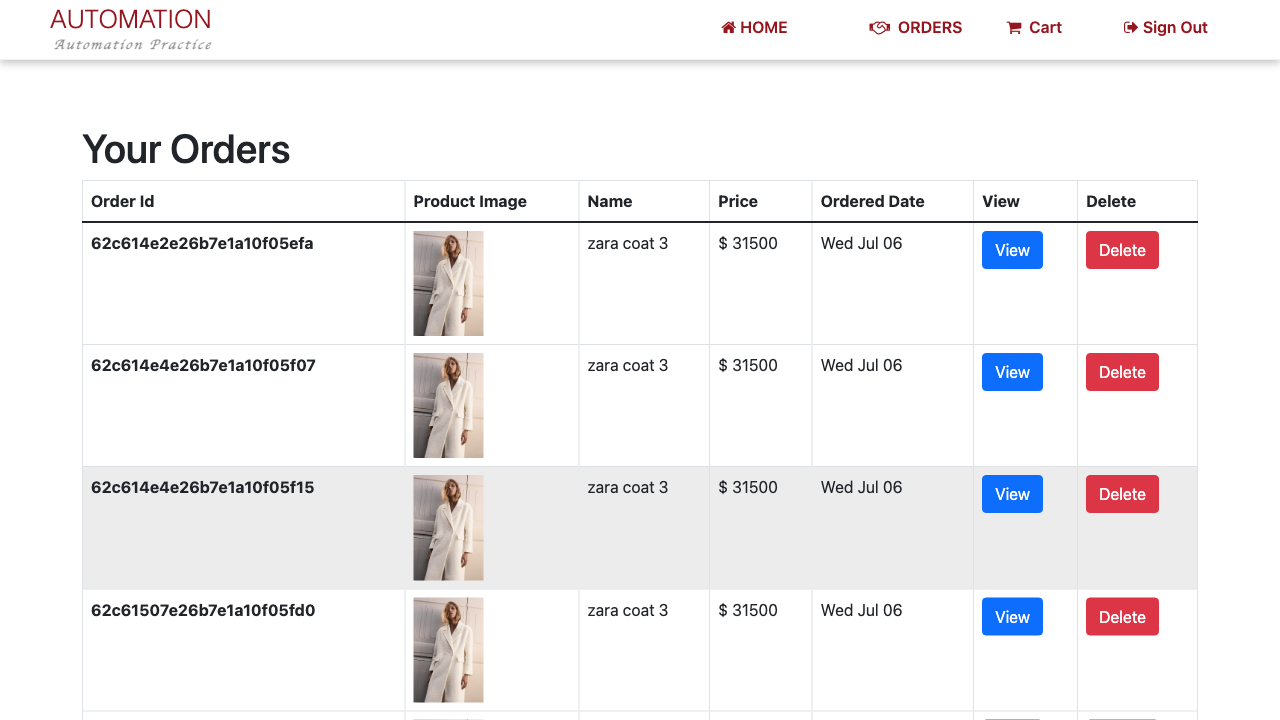 AUTOMATION
Automation Practice
HOME ORDERS Cart Sign Out
Your Orders
Order Id Product Image Name Price Ordered Date View Delete
62c614e2e26b7e1a10f05efa zara coat 3 $ 31500 Wed Jul 06 View Delete
62c614e4e26b7e1a10f05f07 zara coat 3 $ 31500 Wed Jul 06 View Delete
62c614e4e26b7e1a10f05f15 zara coat 3 $ 31500 Wed Jul 06 View Delete
62c61507e26b7e1a10f05fd0 zara coat 3 $ 31500 Wed Jul 06 View Delete